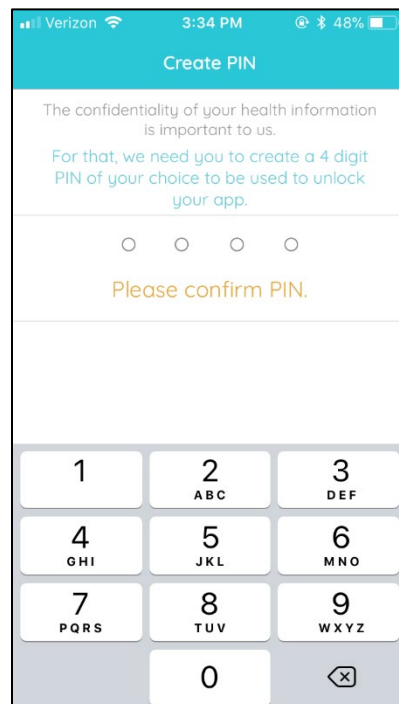 Verizon 3:34 PM 48%
Create PIN
The confidentiality of your health information
is important to us.
For that, we need you to create a 4 digit
PIN of your choice to be used to unlock
your app.
Please confirm PIN.
1 2 3
ABC DEF
4 5 6
GHI JKL MNO
7 8 9
PQRS TUV WXYZ
0